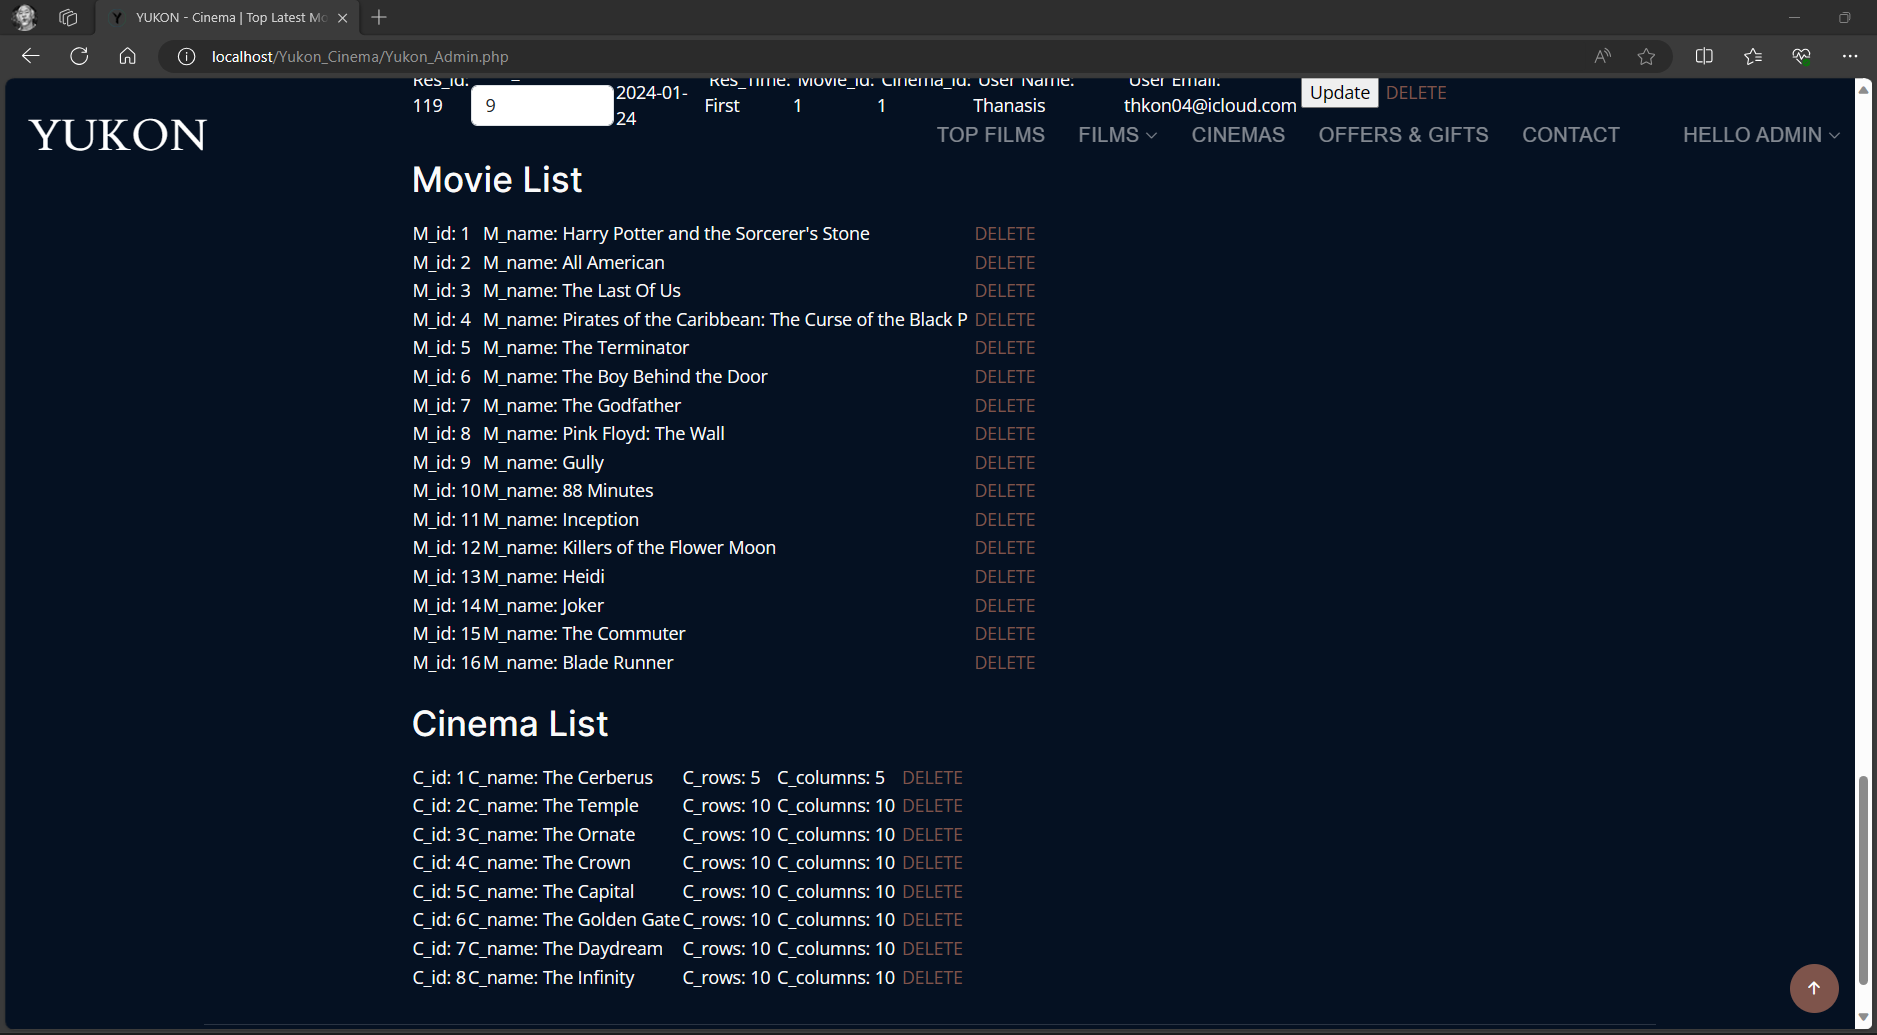 YUKON - Cinema | Top Latest Mo
localhost/Yukon_Cinema/Yukon_Admin.php
Res_Id: Res_Time: Movie_Id: Cinema_Id: User Name: User Email:
119 9 2024-01-24 First 1 1 Thanasis thkon04@icloud.com Update DELETE
YUKON TOP FILMS FILMS CINEMAS OFFERS & GIFTS CONTACT HELLO ADMIN
Movie List
M_id: 1 M_name: Harry Potter and the Sorcerer's Stone DELETE
M_id: 2 M_name: All American DELETE
M_id: 3 M_name: The Last Of Us DELETE
M_id: 4 M_name: Pirates of the Caribbean: The Curse of the Black P DELETE
M_id: 5 M_name: The Terminator DELETE
M_id: 6 M_name: The Boy Behind the Door DELETE
M_id: 7 M_name: The Godfather DELETE
M_id: 8 M_name: Pink Floyd: The Wall DELETE
M_id: 9 M_name: Gully DELETE
M_id: 10 M_name: 88 Minutes DELETE
M_id: 11 M_name: Inception DELETE
M_id: 12 M_name: Killers of the Flower Moon DELETE
M_id: 13 M_name: Heidi DELETE
M_id: 14 M_name: Joker DELETE
M_id: 15 M_name: The Commuter DELETE
M_id: 16 M_name: Blade Runner DELETE
Cinema List
C_id: 1 C_name: The Cerberus C_rows: 5 C_columns: 5 DELETE
C_id: 2 C_name: The Temple C_rows: 10 C_columns: 10 DELETE
C_id: 3 C_name: The Ornate C_rows: 10 C_columns: 10 DELETE
C_id: 4 C_name: The Crown C_rows: 10 C_columns: 10 DELETE
C_id: 5 C_name: The Capital C_rows: 10 C_columns: 10 DELETE
C_id: 6 C_name: The Golden Gate C_rows: 10 C_columns: 10 DELETE
C_id: 7 C_name: The Daydream C_rows: 10 C_columns: 10 DELETE
C_id: 8 C_name: The Infinity C_rows: 10 C_columns: 10 DELETE